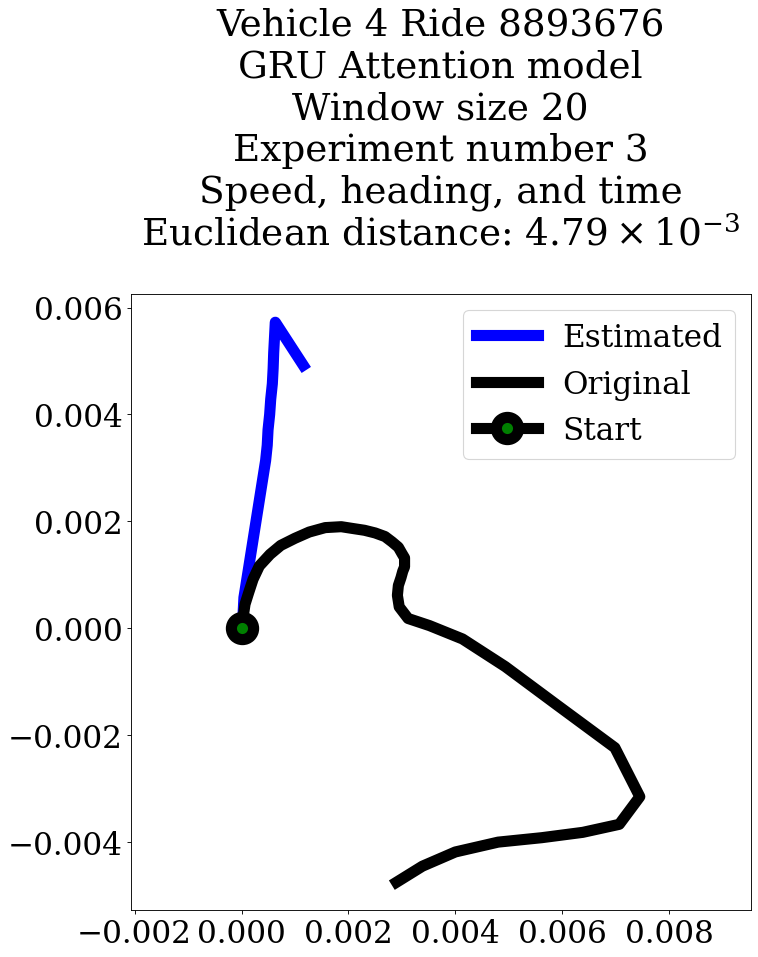 Vehicle 4 Ride 8893676
GRU Attention model
Window size 20
Experiment number 3
Speed, heading, and time
Euclidean distance: 4.79 × 10⁻³
0.006
0.004
0.002
0.000
−0.002
−0.004
Estimated
Original
Start
−0.002 0.000 0.002 0.004 0.006 0.008